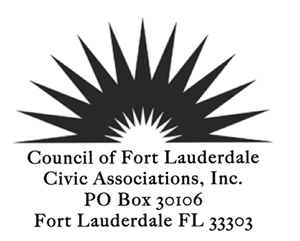 Council of Fort Lauderdale
Civic Associations, Inc.
PO Box 30106
Fort Lauderdale FL 33303